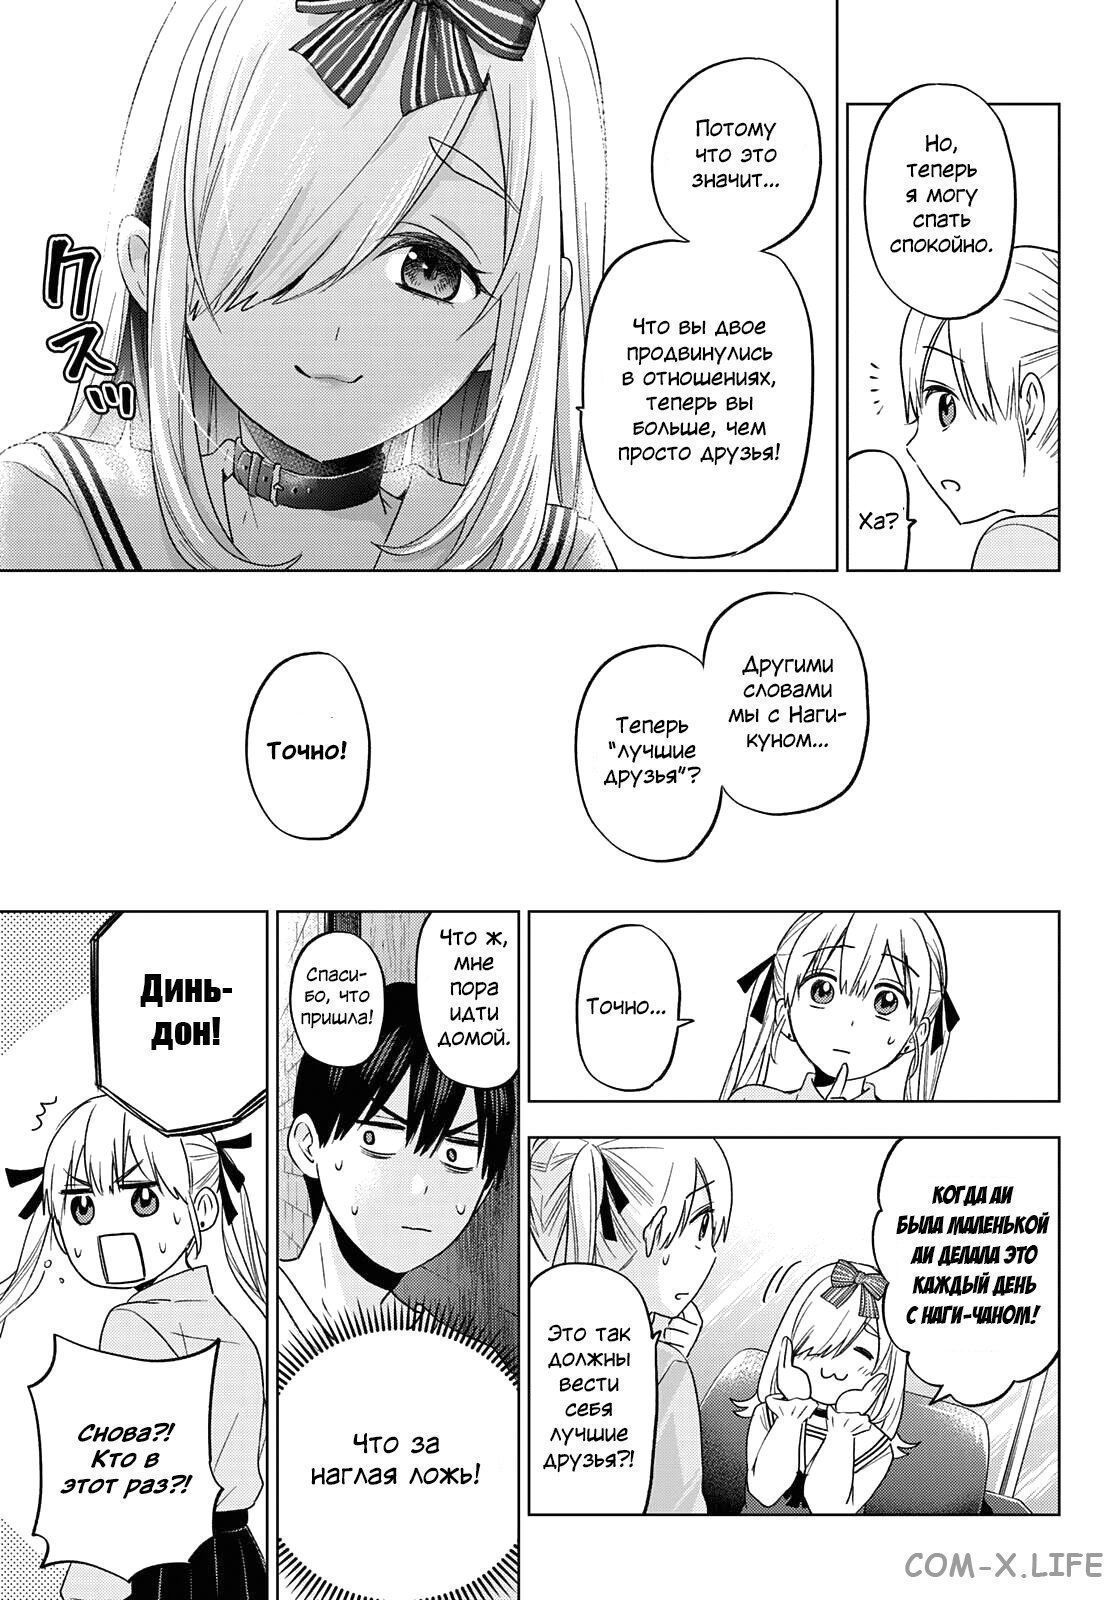 Но,
теперь
я могу
спать
спокойно.
Ха?
Потому
что это
значит...
Что вы двое
продвинулись
в отношениях,
теперь вы
больше, чем
просто друзья!
クスッ
Другими
словами
мы с Наги-
куном...
Теперь
"лучшие
друзья"?
Точно!
Точно...
КОГДА АИ
БЫЛА МАЛЕНЬКОЙ
АИ ДЕЛАЛА ЭТО
КАЖДЫЙ ДЕНЬ
С НАГИ-ЧАНОМ!
Это так
должны
вести
себя
лучшие
друзья?!
Что ж,
мне
пора
идти
домой.
Спаси-
бо, что
пришла!
Что за
наглая ложь!
Динь-
дон!
Снова?!
Кто в
этот раз?!
COM-X.LIFE